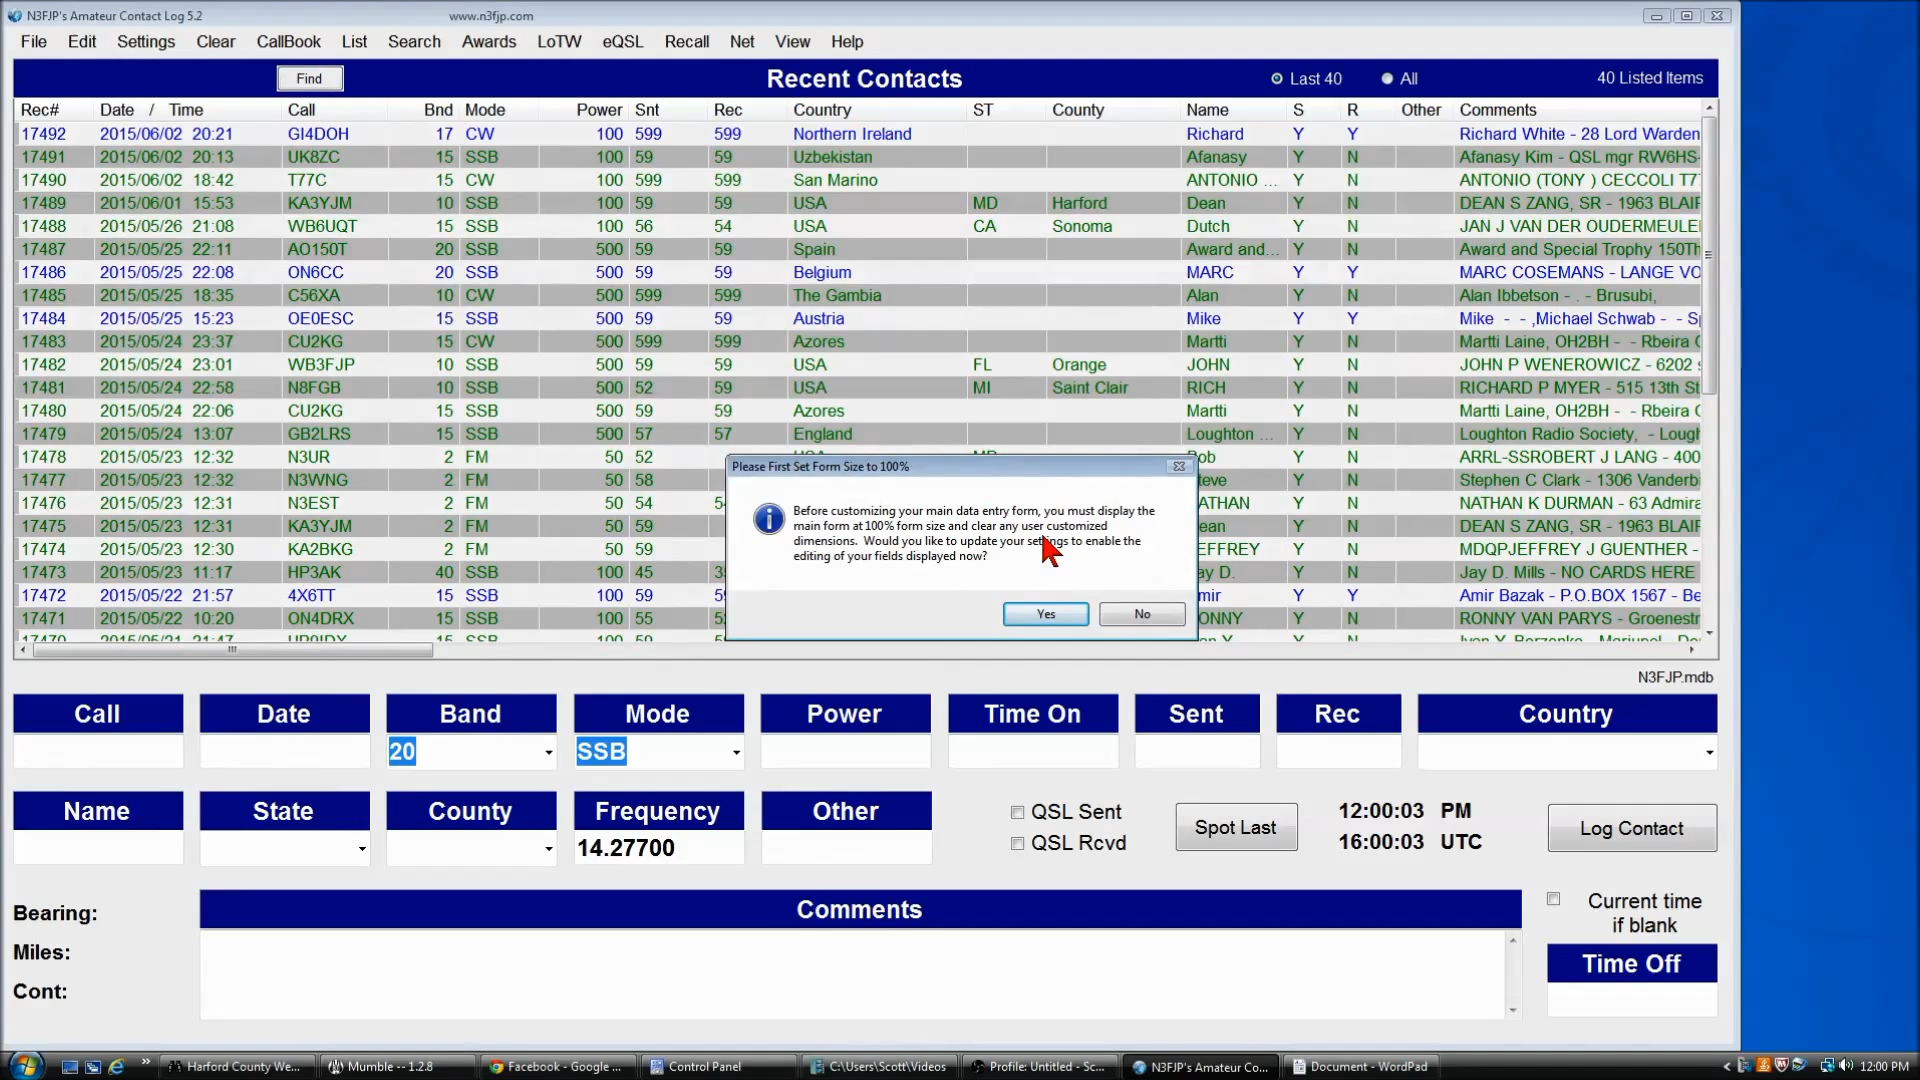 N3FJP's Amateur Contact Log 5.2 www.n3fjp.com
File Edit Settings Clear CallBook List Search Awards LoTW eQSL Recall Net View Help
Find Recent Contacts Last 40 All 40 Listed Items
Rec# Date / Time Call Bnd Mode Power Snt Rec Country ST County Name S R Other Comments
17492 2015/06/02 20:21 GI4DOH 17 CW 100 599 599 Northern Ireland Richard Y Y Richard White - 28 Lord Warden
17491 2015/06/02 20:13 UK8ZC 15 SSB 100 59 59 Uzbekistan Afanasy Y N Afanasy Kim - QSL mgr RW6HS-
17490 2015/06/02 18:42 T77C 15 CW 100 599 599 San Marino ANTONIO ... Y N ANTONIO (TONY ) CECCOLI T7
17489 2015/06/01 15:53 KA3YJM 10 SSB 100 59 59 USA MD Harford Dean Y N DEAN S ZANG, SR - 1963 BLAIR
17488 2015/05/26 21:08 WB6UQT 15 SSB 100 56 54 USA CA Sonoma Dutch Y N JAN J VAN DER OUDERMEULE
17487 2015/05/26 22:11 AO150T 20 SSB 500 59 59 Spain Award and... Y N Award and Special Trophy 150Th
17486 2015/05/25 22:08 ON6CC 20 SSB 500 59 59 Belgium MARC Y Y MARC COSEMANS - LANGE VO
17485 2015/05/25 18:35 C56XA 10 CW 500 599 599 The Gambia Alan Y N Alan Ibbetson - . - Brusubi,
17484 2015/05/25 15:23 OE0ESC 15 SSB 500 59 59 Austria Mike Y Y Mike - - ,Michael Schwab - - Sp
17483 2015/05/24 23:37 CU2KG 15 CW 500 599 599 Azores Martti Y N Martti Laine, OH2BH - - Rbeira
17482 2015/05/24 23:01 WB3FJP 10 SSB 500 59 59 USA FL Orange JOHN Y N JOHN P WENEROWICZ - 6202
17481 2015/05/24 22:58 N8FGB 10 SSB 500 52 59 USA MI Saint Clair RICH Y N RICHARD P MYER - 515 13th St
17480 2015/05/24 22:06 CU2KG 15 SSB 500 59 59 Azores Martti Y N Martti Laine, OH2BH - - Rbeira
17479 2015/05/24 13:07 GB2LRS 15 SSB 500 57 57 England Loughton ... Y N Loughton Radio Society, - Lough
17478 2015/05/23 12:32 N3UR 2 FM 50 52 Y N ARRL-SSROBERT J LANG - 400
17477 2015/05/23 12:32 N3WNG 2 FM 50 58 Y N Stephen C Clark - 1306 Vanderb
17476 2015/05/23 12:31 N3EST 2 FM 50 54 NATHAN Y N NATHAN K DURMAN - 63 Admira
17475 2015/05/23 12:31 KA3YJM 2 FM 50 59 Y N DEAN S ZANG, SR - 1963 BLAIR
17474 2015/05/23 12:30 KA2BKG 2 FM 50 59 Y N MDQPJEFFREY J GUENTHER -
17473 2015/05/23 11:17 HP3AK 40 SSB 100 45 Y N Jay D. Mills - NO CARDS HERE
17472 2015/05/22 21:57 4X6TT 15 SSB 100 59 Y Y Amir Bazak - P.O.BOX 1567 - Be
17471 2015/05/22 10:20 ON4DRX 15 SSB 100 55 Y N RONNY VAN PARYS - Groenestr
Please First Set Form Size to 100%
Before customizing your main data entry form, you must display the
main form at 100% form size and clear any user customized
dimensions. Would you like to update your settings to enable the
editing of your fields displayed now?
Yes No
N3FJP.mdb
Call Date Band Mode Power Time On Sent Rec Country
20 SSB
Name State County Frequency Other QSL Sent Spot Last 12:00:03 PM Log Contact
14.27700 QSL Rcvd 16:00:03 UTC
Bearing: Comments Current time
if blank
Miles:
Time Off
Cont:
» Harford County We... Mumble -- 1.2.8 Facebook - Google ... Control Panel C:\Users\Scott\Videos Profile: Untitled - Sc... N3FJP's Amateur Co... Document - WordPad 12:00 PM